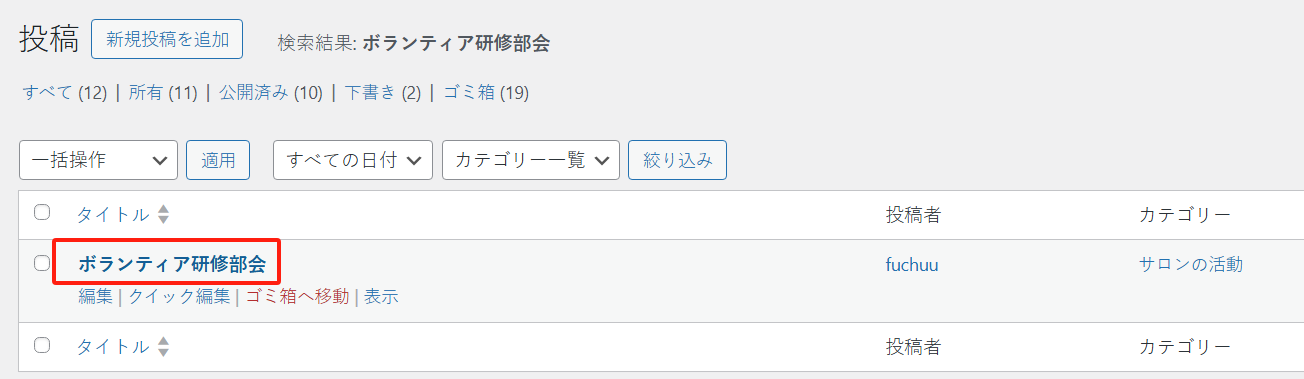 投稿 新規投稿を追加 検索結果: ボランティア研修部会
すべて (12) | 所有 (11) | 公開済み (10) | 下書き (2) | ゴミ箱 (19)
一括操作 適用 すべての日付 カテゴリー一覧 絞り込み
タイトル 投稿者 カテゴリー
ボランティア研修部会 fuchuu サロンの活動
編集 | クイック編集 | ゴミ箱へ移動 | 表示
タイトル 投稿者 カテゴリー